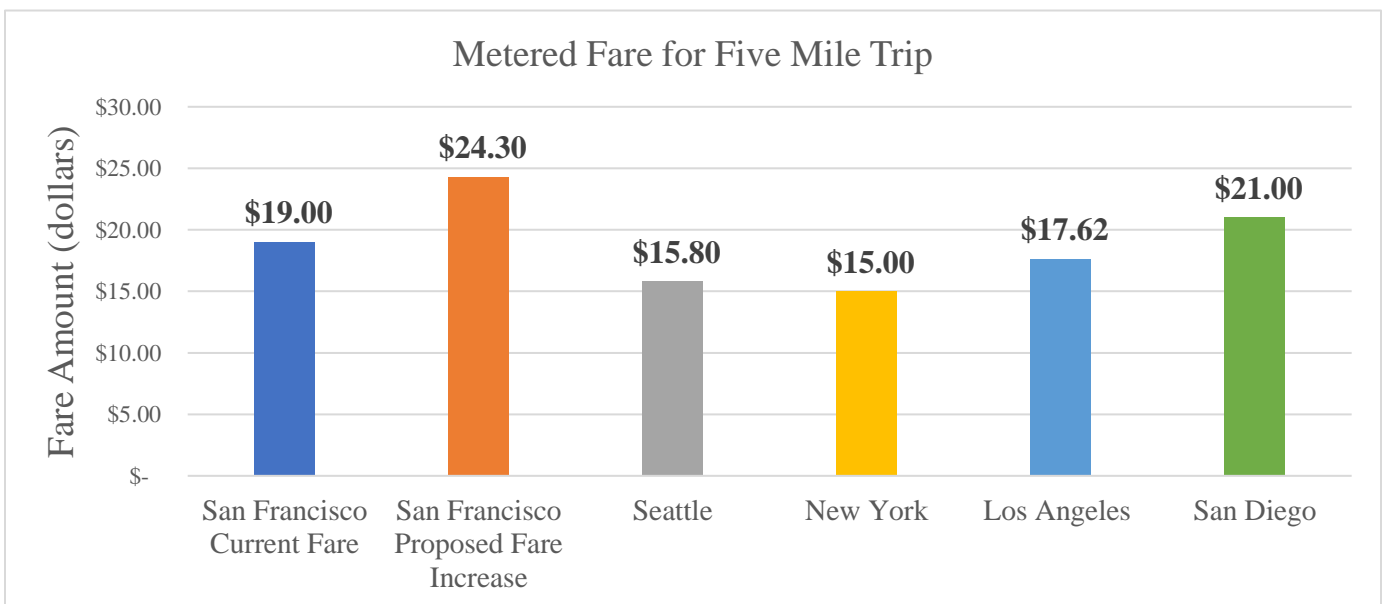 Metered Fare for Five Mile Trip
Fare Amount (dollars)
$30.00
$25.00
$20.00
$15.00
$10.00
$5.00
$-
$19.00
$24.30
$15.80
$15.00
$17.62
$21.00
San Francisco
Current Fare
San Francisco
Proposed Fare
Increase
Seattle
New York
Los Angeles
San Diego